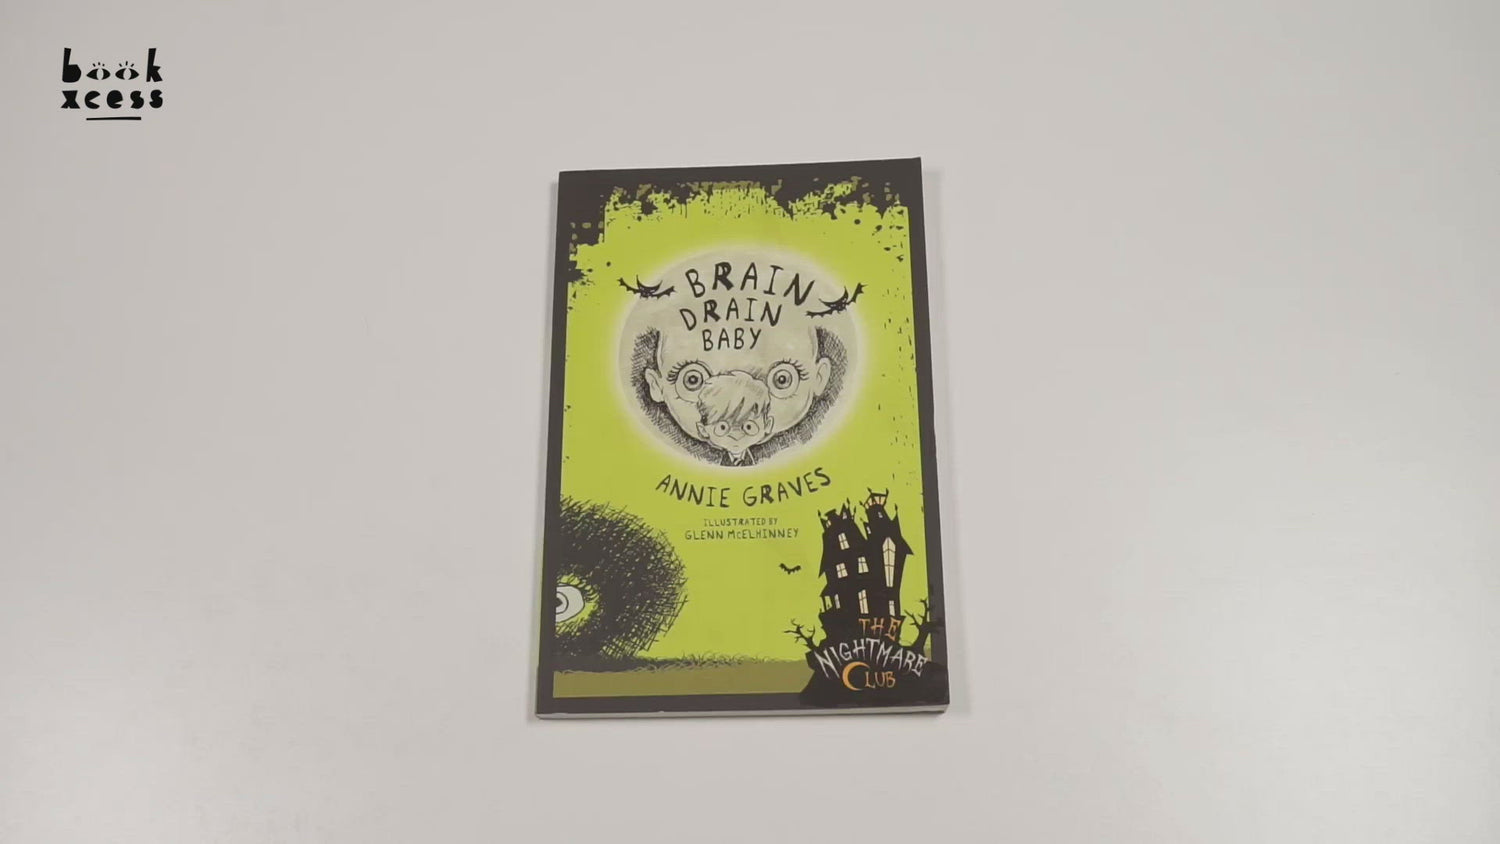 book
xcess
BRAIN
DRAIN
BABY
ANNIE GRAVES
ILLUSTRATED BY
GLENN McELHINNEY
THE
NIGHTMARE
CLUB